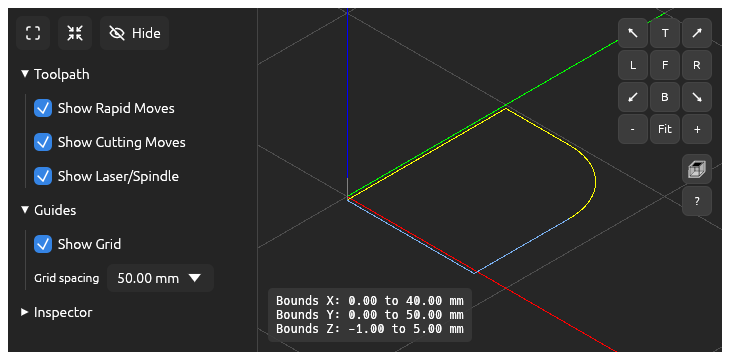 Hide
Toolpath
Show Rapid Moves
Show Cutting Moves
Show Laser/Spindle
Guides
Show Grid
Grid spacing 50.00 mm
Inspector
Bounds X: 0.00 to 40.00 mm
Bounds Y: 0.00 to 50.00 mm
Bounds Z: -1.00 to 5.00 mm
T
L F R
B
- Fit +
?